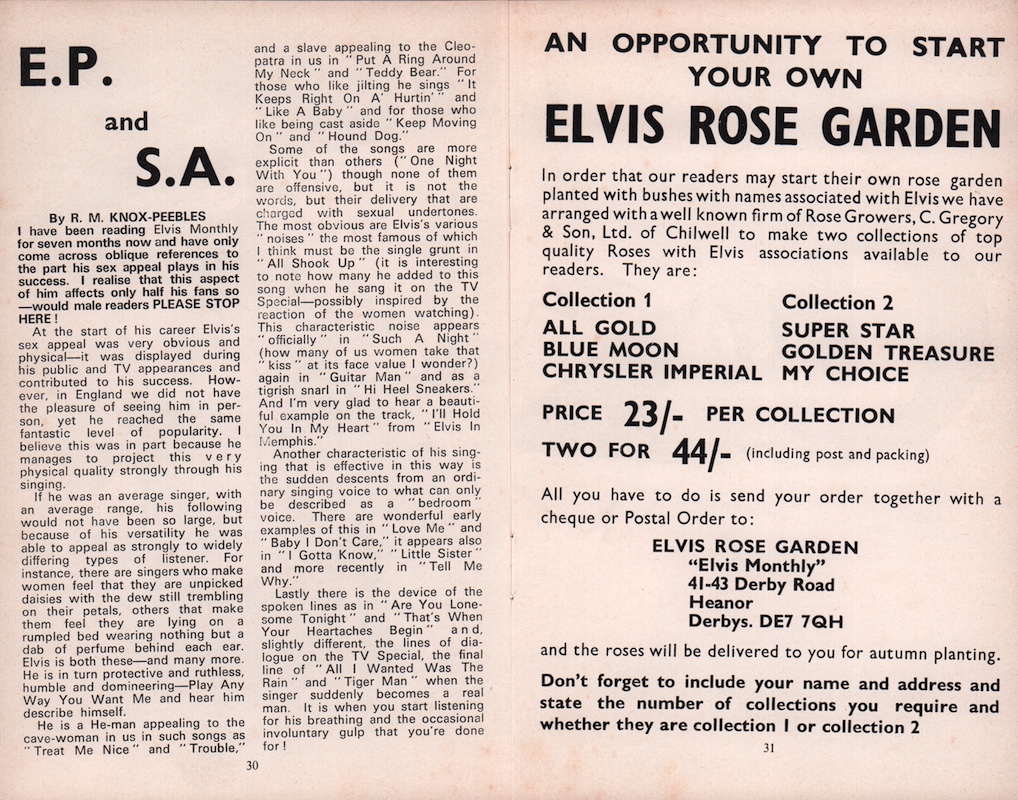 E.P.
and
S.A.
By R. M. KNOX-PEEBLES
I have been reading Elvis Monthly
for seven months now and have only
come across oblique references to
the part his sex appeal plays in his
success. I realise that this aspect
of him affects only half his fans so
—would male readers PLEASE STOP
HERE !
At the start of his career Elvis's
sex appeal was very obvious and
physical—it was displayed during
his public and TV appearances and
contributed to his success. How-
ever, in England we did not have
the pleasure of seeing him in per-
son, yet he reached the same
fantastic level of popularity. I
believe this was in part because he
manages to project this very
physical quality strongly through his
singing.
If he was an average singer, with
an average range, his following
would not have been so large, but
because of his versatility he was
able to appeal as strongly to widely
differing types of listener. For
instance, there are singers who make
women feel that they are unpicked
daisies with the dew still trembling
on their petals, others that make
them feel they are lying on a
rumpled bed wearing nothing but a
dab of perfume behind each ear.
Elvis is both these—and many more.
He is in turn protective and ruthless,
humble and domineering—Play Any
Way You Want Me and hear him
describe himself.
He is a He-man appealing to the
cave-woman in us in such songs as
"Treat Me Nice" and "Trouble,"
and a slave appealing to the Cleo-
patra in us in "Put A Ring Around
My Neck" and "Teddy Bear." For
those who like jilting he sings "It
Keeps Right On A' Hurtin'" and
"Like A Baby" and for those who
like being cast aside "Keep Moving
On" and "Hound Dog."
Some of the songs are more
explicit than others ("One Night
With You") though none of them
are offensive, but it is not the
words, but their delivery that are
charged with sexual undertones.
The most obvious are Elvis's various
"noises" the most famous of which
I think must be the single grunt in
"All Shook Up" (it is interesting
to note how many he added to this
song when he sang it on the TV
Special—possibly inspired by the
reaction of the women watching).
This characteristic noise appears
"officially" in "Such A Night"
(how many of us women take that
"kiss" at its face value I wonder?)
again in "Guitar Man" and as a
tigrish snarl in "Hi Heel Sneakers."
And I'm very glad to hear a beauti-
ful example on the track, "I'll Hold
You In My Heart" from "Elvis In
Memphis."
Another characteristic of his sing-
ing that is effective in this way is
the sudden descents from an ordi-
nary singing voice to what can only
be described as a "bedroom"
voice. There are wonderful early
examples of this in "Love Me" and
"Baby I Don't Care," it appears also
in "I Gotta Know," "Little Sister"
and more recently in "Tell Me
Why."
Lastly there is the device of the
spoken lines as in "Are You Lone-
some Tonight" and "That's When
Your Heartaches Begin" and,
slightly different, the lines of dia-
logue on the TV Special, the final
line of "All I Wanted Was The
Rain" and "Tiger Man" when the
singer suddenly becomes a real
man. It is when you start listening
for his breathing and the occasional
involuntary gulp that you're done
for !
30
AN OPPORTUNITY TO START
YOUR OWN
ELVIS ROSE GARDEN
In order that our readers may start their own rose garden
planted with bushes with names associated with Elvis we have
arranged with a well known firm of Rose Growers, C. Gregory
& Son, Ltd. of Chilwell to make two collections of top
quality Roses with Elvis associations available to our
readers. They are:
Collection 1
ALL GOLD
BLUE MOON
CHRYSLER IMPERIAL
Collection 2
SUPER STAR
GOLDEN TREASURE
MY CHOICE
PRICE 23/- PER COLLECTION
TWO FOR 44/- (including post and packing)
All you have to do is send your order together with a
cheque or Postal Order to:
ELVIS ROSE GARDEN
"Elvis Monthly"
41-43 Derby Road
Heanor
Derbys. DE7 7QH
and the roses will be delivered to you for autumn planting.
Don't forget to include your name and address and
state the number of collections you require and
whether they are collection 1 or collection 2
31